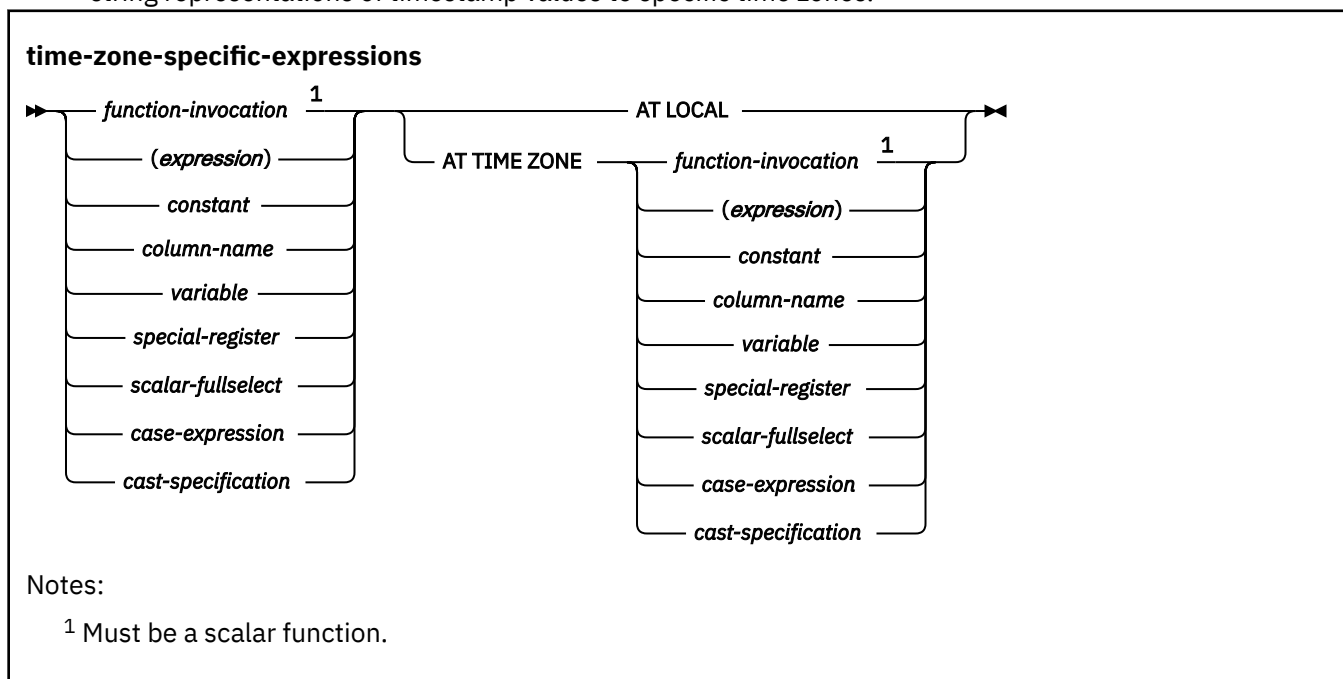 string representations of timestamp values to specific time zones.
time-zone-specific-expressions
function-invocation 1 AT LOCAL
(expression) AT TIME ZONE function-invocation 1
constant (expression)
column-name constant
variable column-name
special-register variable
scalar-fullselect special-register
case-expression scalar-fullselect
cast-specification case-expression
cast-specification
Notes:
1 Must be a scalar function.